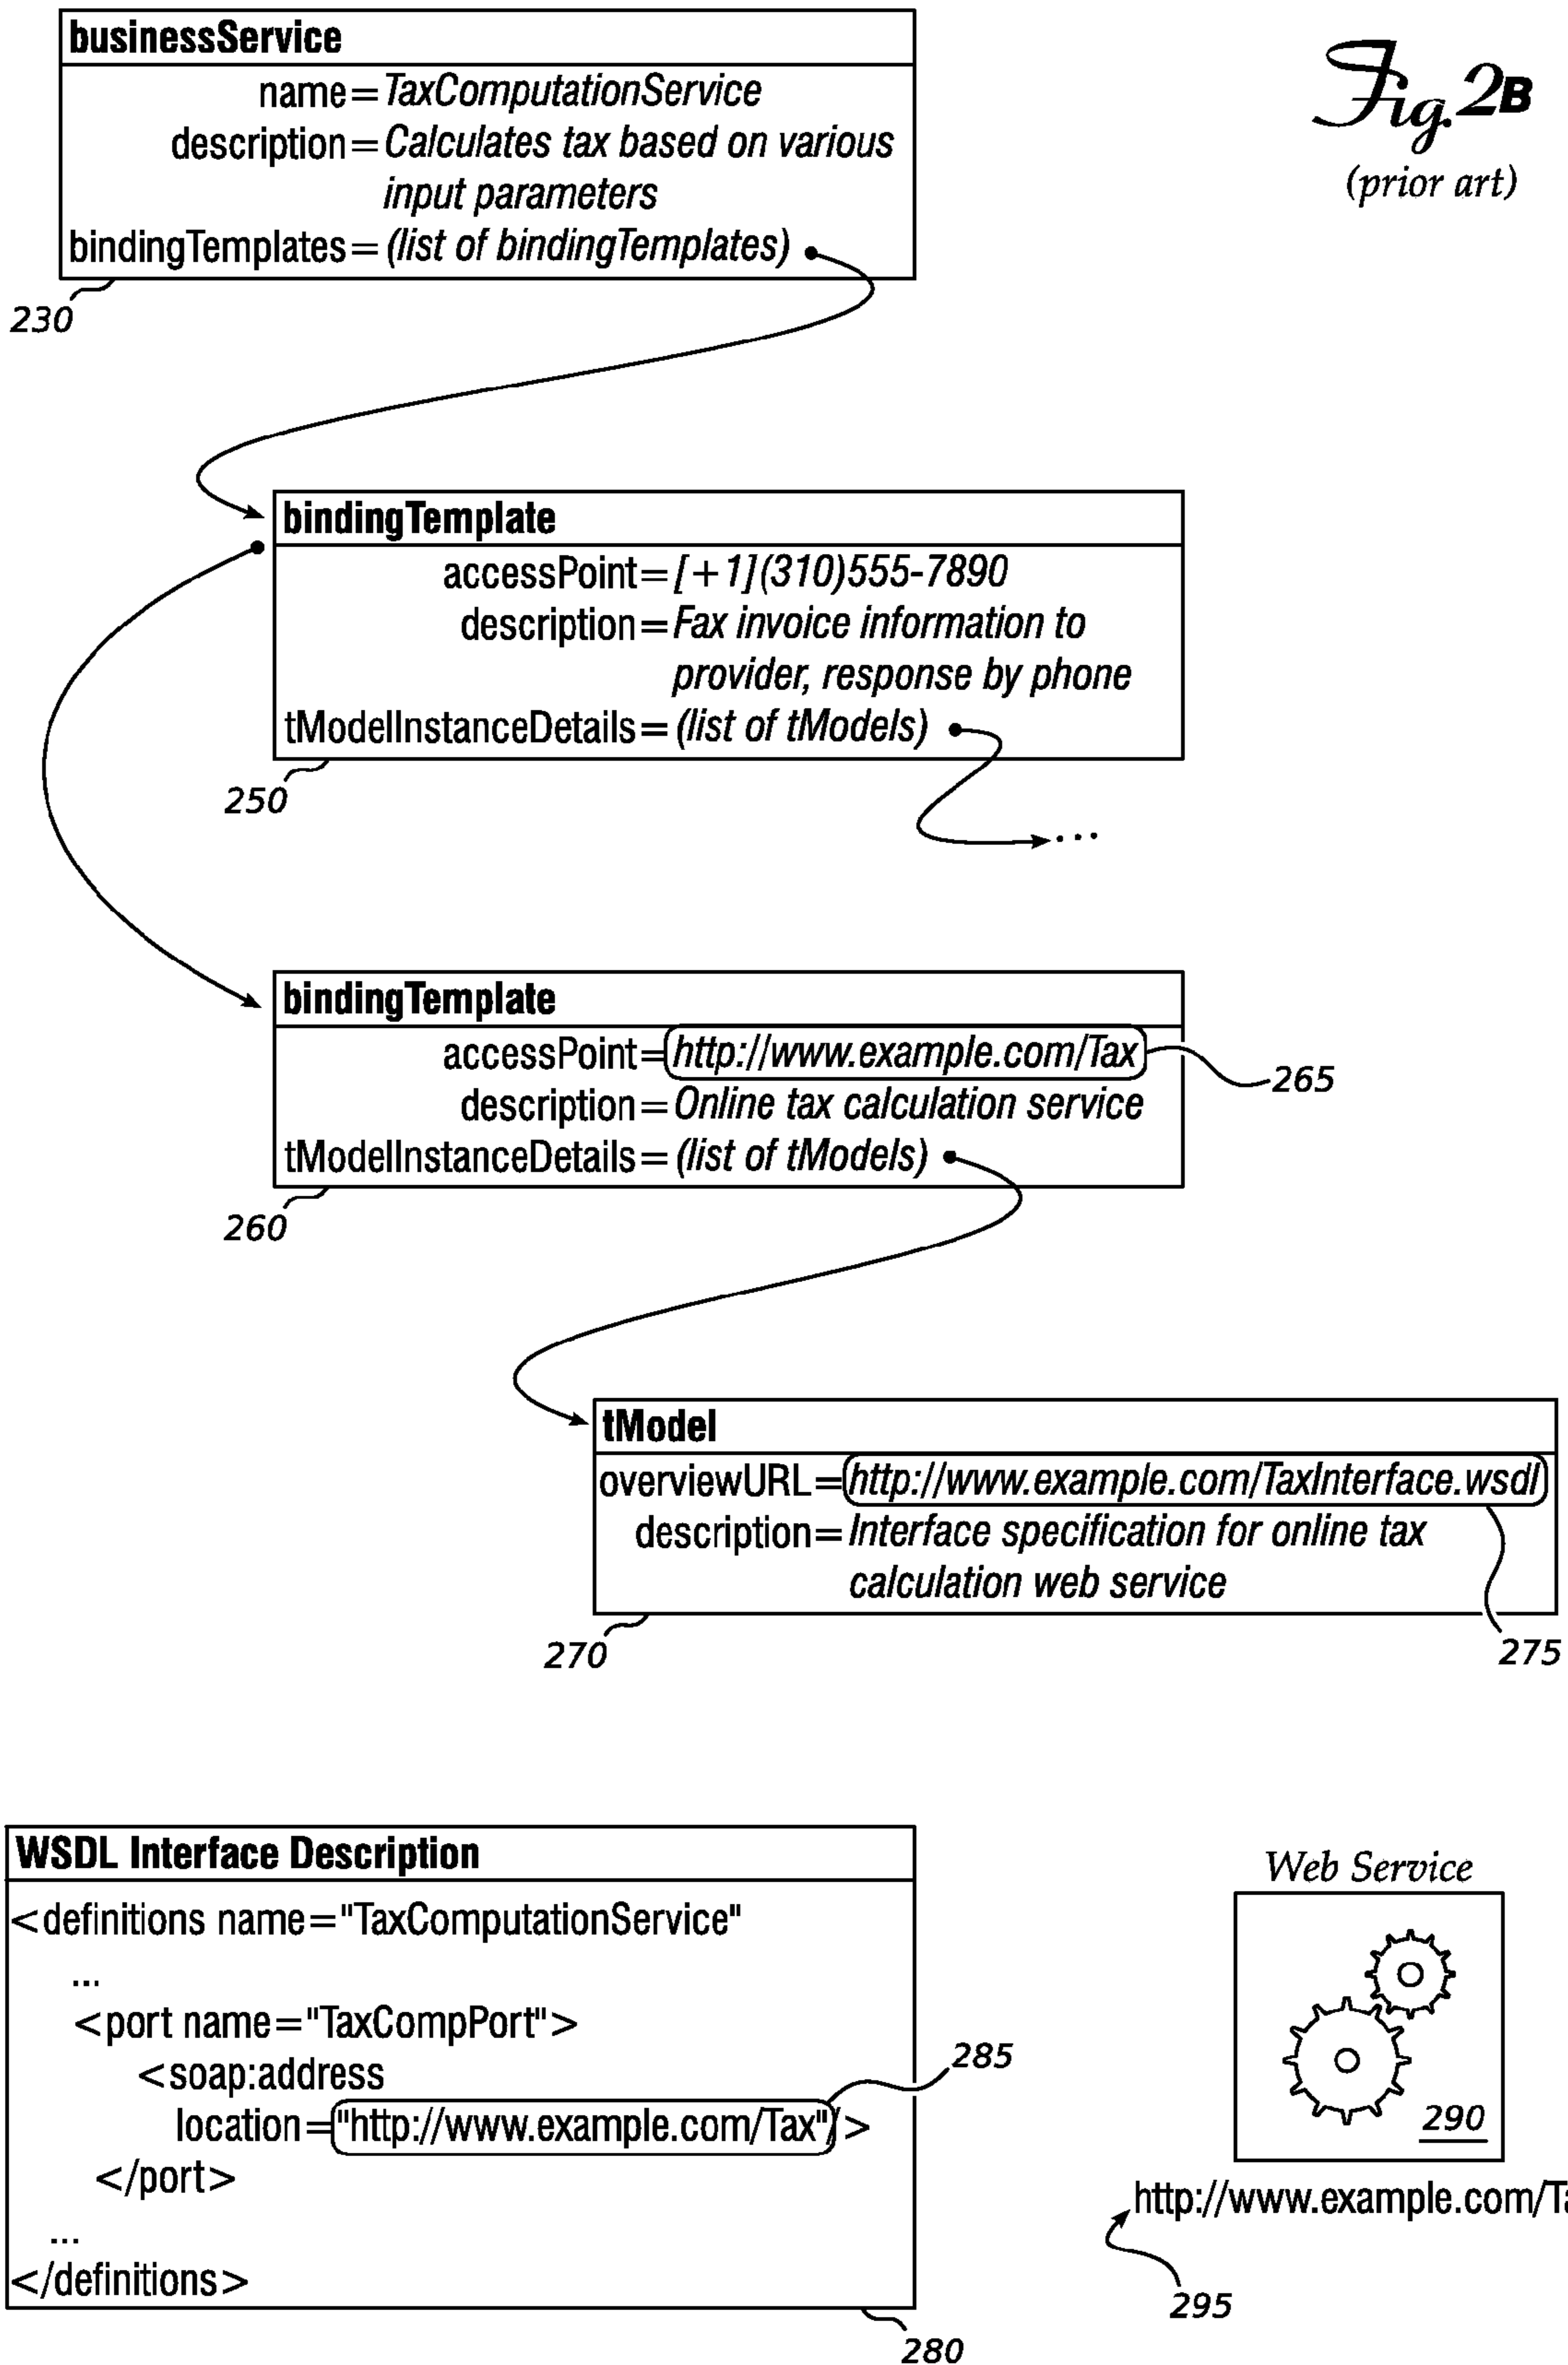 businessService
name=TaxComputationService
description=Calculates tax based on various
input parameters
bindingTemplates=(list of bindingTemplates)
230
Fig. 2B
(prior art)
bindingTemplate
accessPoint=[+1](310)555-7890
description=Fax invoice information to
provider, response by phone
tModelInstanceDetails=(list of tModels)
250
...
bindingTemplate
accessPoint=http://www.example.com/Tax
265
description=Online tax calculation service
tModelInstanceDetails=(list of tModels)
260
tModel
overviewURL=http://www.example.com/TaxInterface.wsdl
description=Interface specification for online tax
calculation web service
270
275
WSDL Interface Description
<definitions name="TaxComputationService"
...
<port name="TaxCompPort">
<soap:address
285
location="http://www.example.com/Tax"/>
</port>
...
</definitions>
280
Web Service
290
http://www.example.com/Ta
295